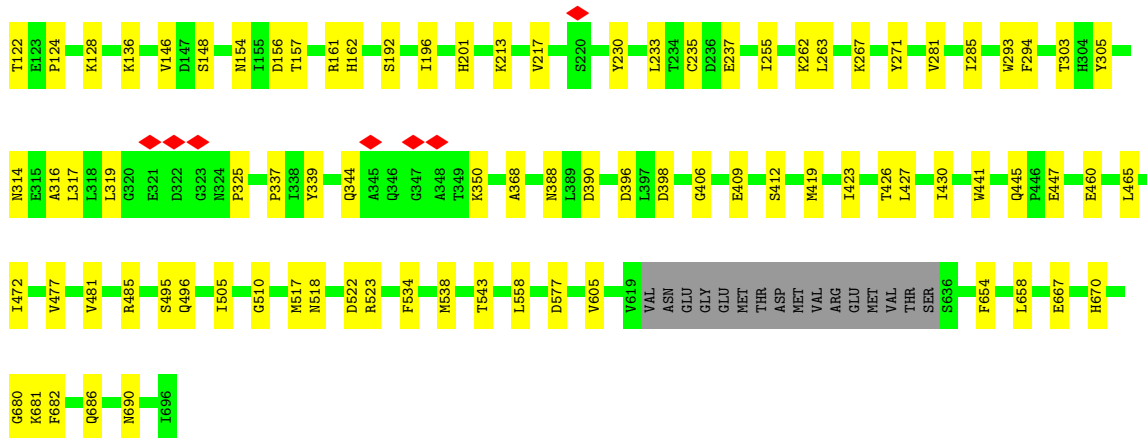 T122 E123 P124 K128 K136 V146 D147 S148 N154 I155 D156 T157 R161 H162 S192 I196 H201 K213 V217 S220 Y230 L233 T234 C235 D236 E237 I255 K262 L263 K267 Y271 V281 I285 W293 F294 T303 H304 Y305
N314 E315 A316 L317 L318 L319 G320 E321 D322 G323 N324 P325 P337 I338 Y339 Q344 A345 Q346 G347 A348 T349 K350 A368 N388 L389 D390 D396 L397 D398 G406 E409 S412 M419 I423 T426 L427 I430 W441 Q445 P446 E447 E460 L465
I472 V477 V481 R485 S495 Q496 I505 G510 M517 N518 D522 R523 F534 M538 T543 L558 D577 V605 V619 VAL ASN GLU GLY GLU MET THR ASP MET VAL ARG GLU MET VAL THR SER S636 F654 L658 E667 H670
G680 K681 F682 Q686 N690 I696